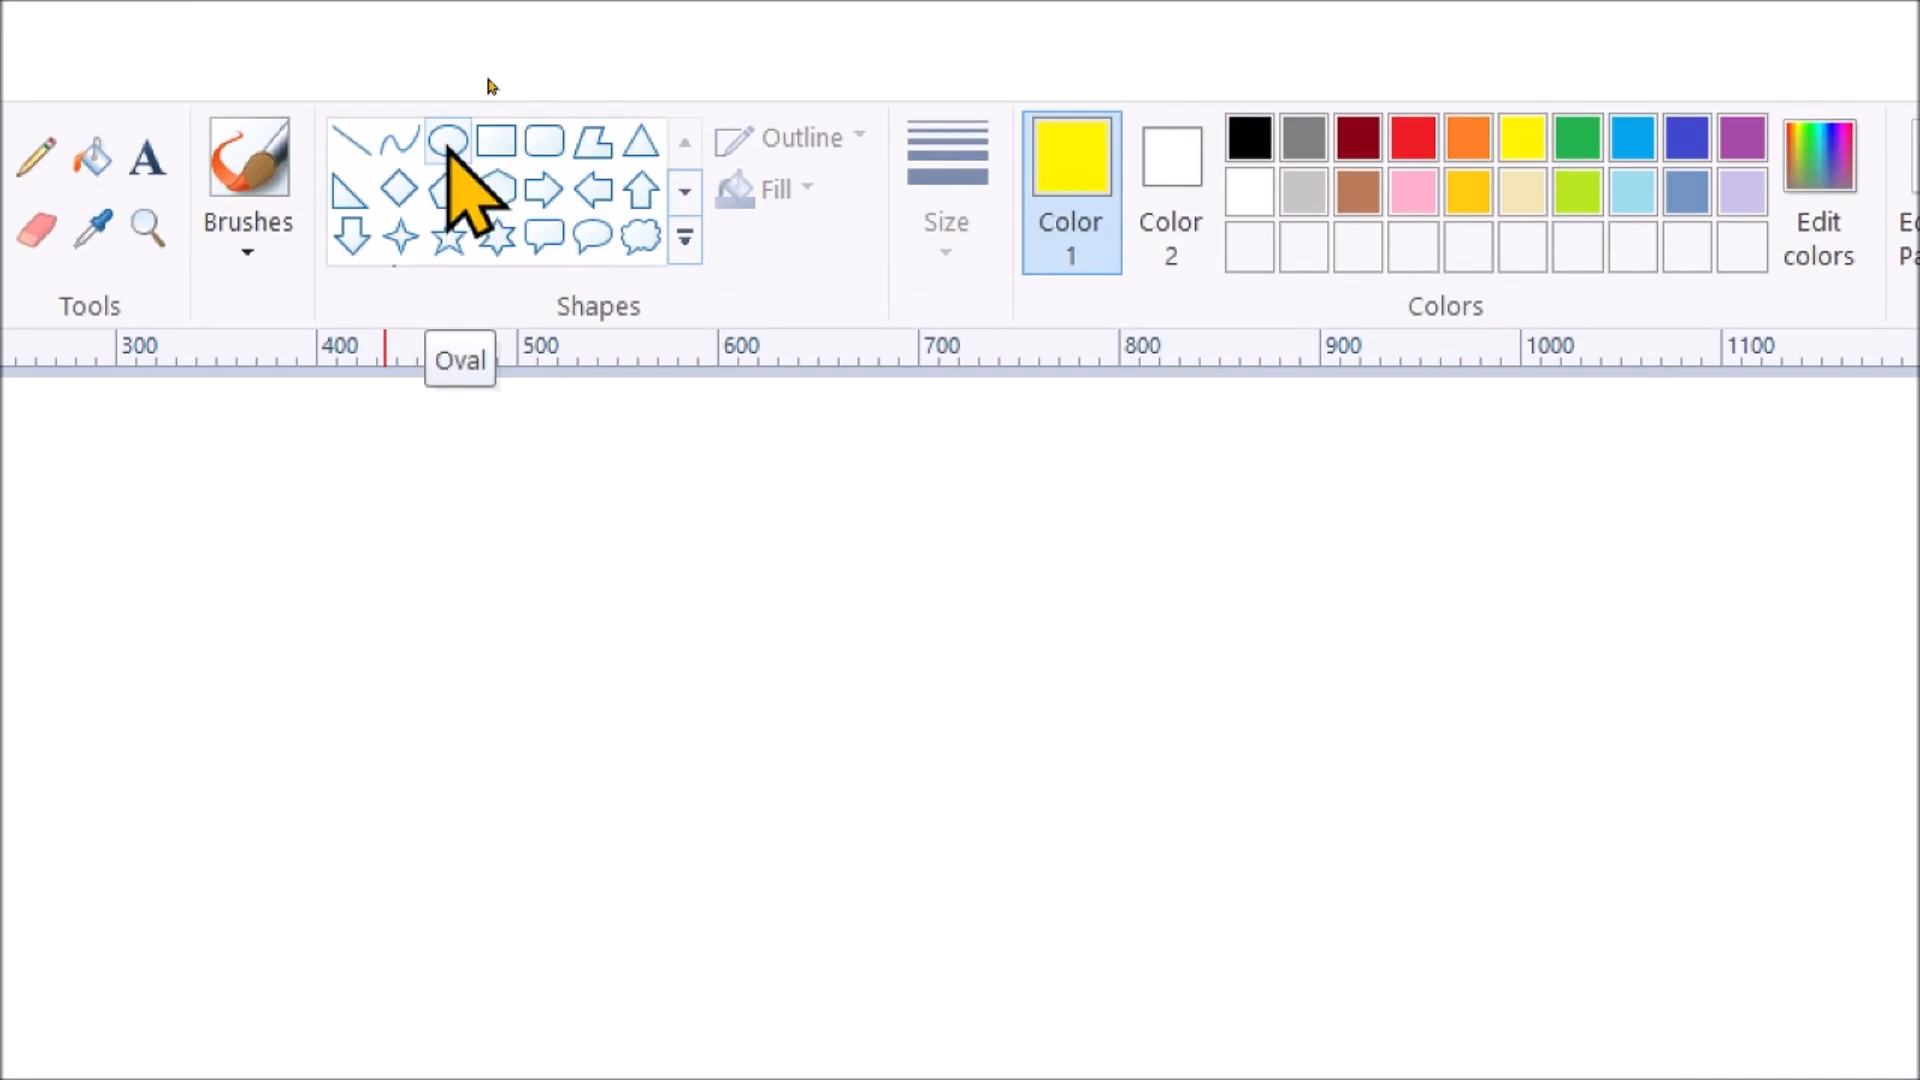 Outline
Fill
Brushes
Size
Color
1
Color
2
Edit
colors
Tools
Shapes
Colors
300
400
500
600
700
800
900
1000
1100
Oval